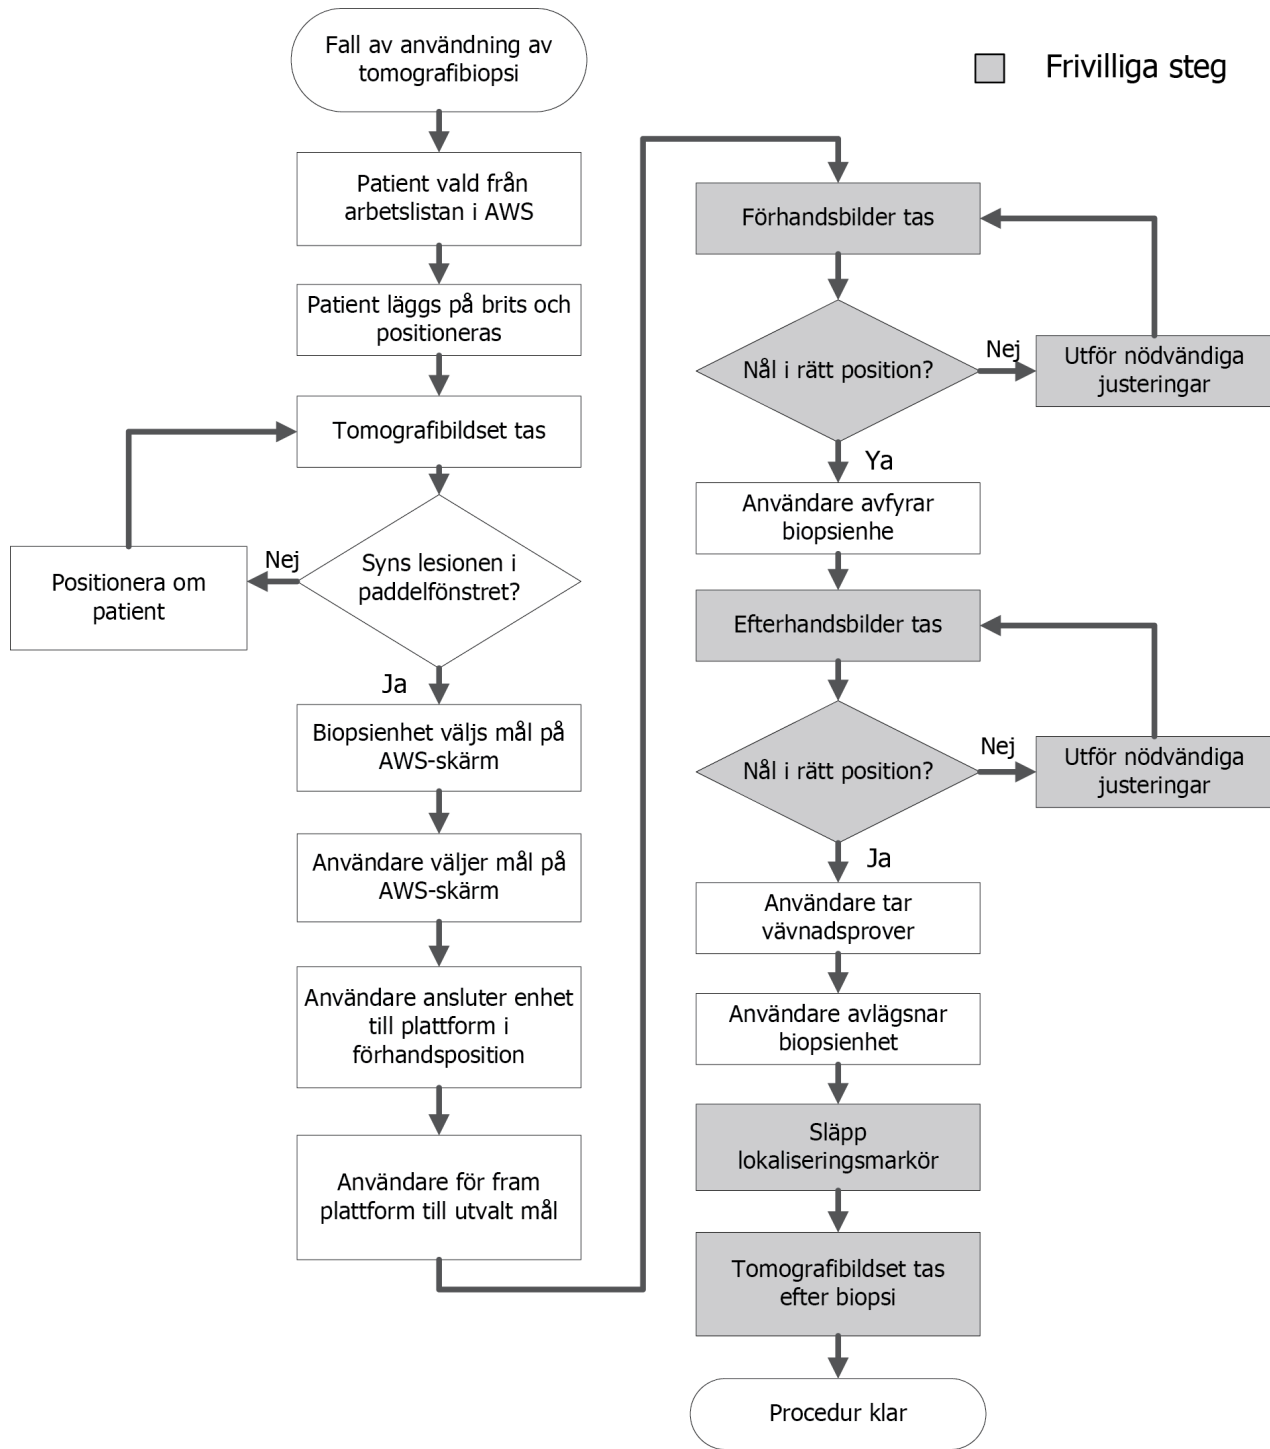 Fall av användning av
tomografibiopsi
Frivilliga steg
Patient vald från
arbetslistan i AWS
Patient läggs på brits och
positioneras
Tomografibildset tas
Syns lesionen i
paddelfönstret?
Nej
Positionera om
patient
Ja
Biopsienhet väljs mål på
AWS-skärm
Användare väljer mål på
AWS-skärm
Användare ansluter enhet
till plattform i
förhandsposition
Användare för fram
plattform till utvalt mål
Förhandsbilder tas
Nål i rätt position?
Nej
Utför nödvändiga
justeringar
Ya
Användare avfyrar
biopsienhe
Efterhandsbilder tas
Nål i rätt position?
Nej
Utför nödvändiga
justeringar
Ja
Användare tar
vävnadsprover
Användare avlägsnar
biopsienhet
Släpp
lokaliseringsmarkör
Tomografibildset tas
efter biopsi
Procedur klar